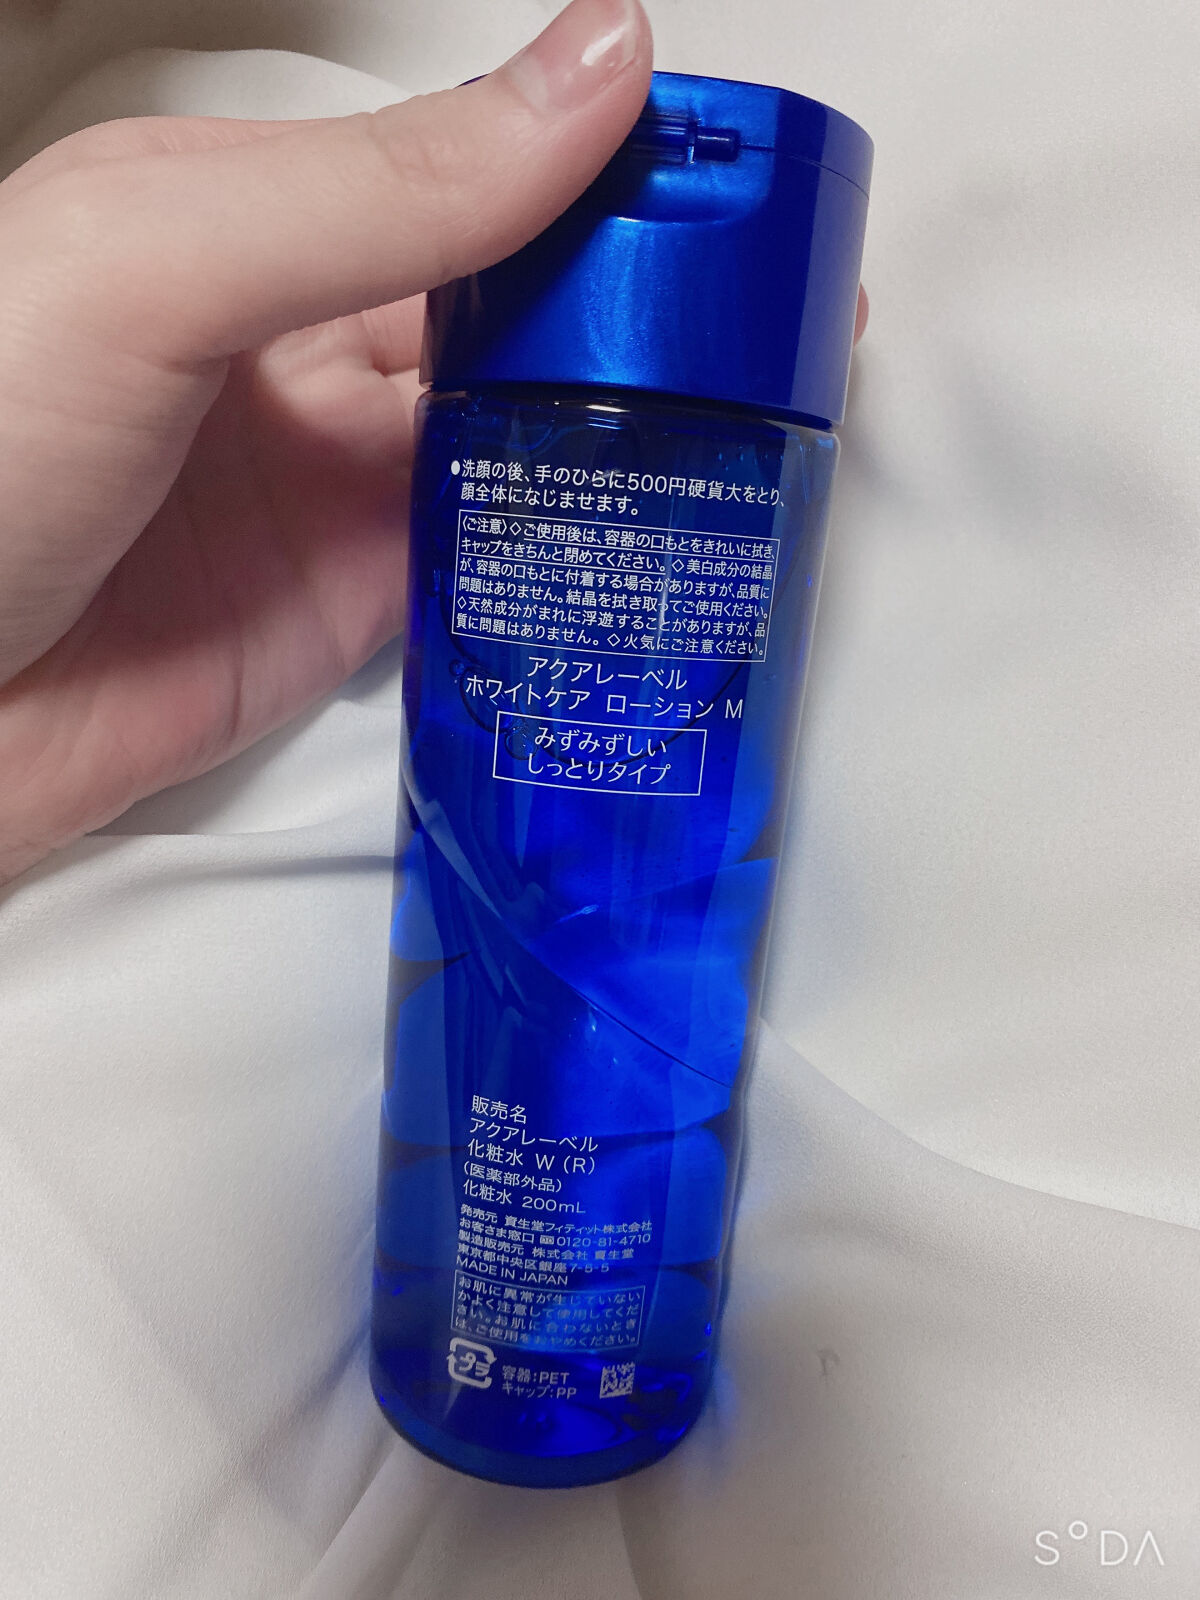 ●洗顔の後、手のひらに500円硬貨大をとり、
顔全体になじませます。
〈ご注意〉◇ご使用後は、容器の口もとをきれいに拭き、
キャップをきちんと閉めてください。◇美白成分の結晶
が、容器の口もとに付着する場合がありますが、品質に
問題はありません。結晶を拭き取ってご使用ください。
◇天然成分がまれに浮遊することがありますが、品
質に問題はありません。◇火気にご注意ください。
アクアレーベル
ホワイトケア ローション M
みずみずしい
しっとりタイプ
販売名
アクアレーベル
化粧水 W (R)
(医薬部外品)
化粧水 200mL
発売元 資生堂フィティット株式会社
お客さま窓口 0120-81-4710
製造販売元 株式会社 資生堂
東京都中央区銀座7-5-5
MADE IN JAPAN
お肌に異常が生じていない
かよく注意して使用してくだ
さい。お肌に合わないとき
は、ご使用をおやめください。
プラ
容器:PET
キャップ:PP
SODA